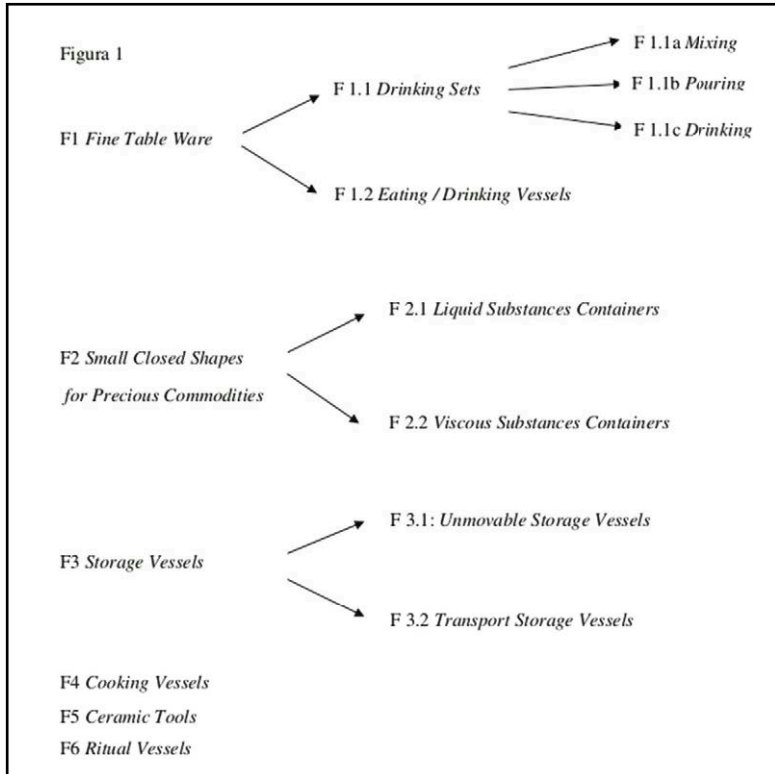 Figura 1
F1 Fine Table Ware
F 1.1 Drinking Sets
F 1.1a Mixing
F 1.1b Pouring
F 1.1c Drinking
F 1.2 Eating / Drinking Vessels
F2 Small Closed Shapes
for Precious Commodities
F 2.1 Liquid Substances Containers
F 2.2 Viscous Substances Containers
F3 Storage Vessels
F 3.1: Unmovable Storage Vessels
F 3.2 Transport Storage Vessels
F4 Cooking Vessels
F5 Ceramic Tools
F6 Ritual Vessels